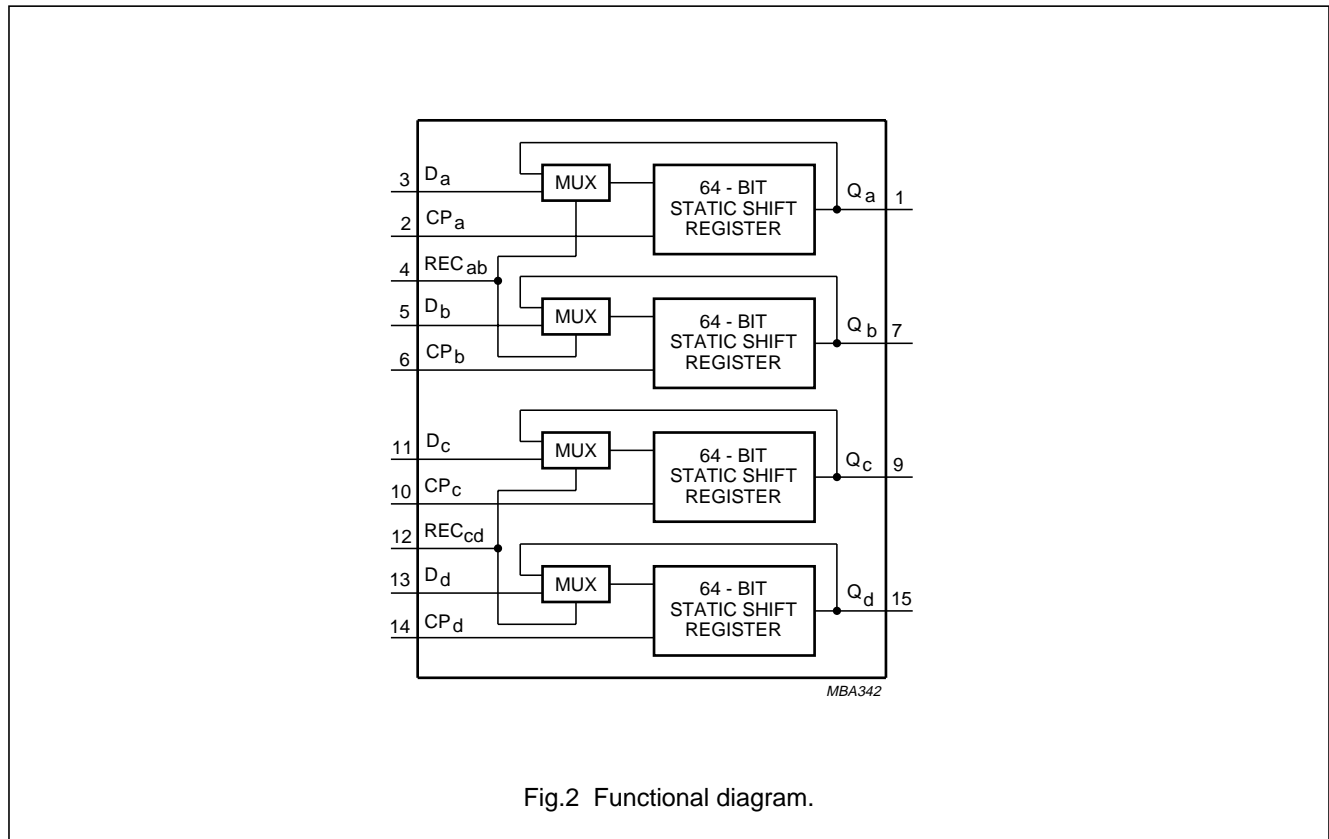 3 Da
MUX
64 - BIT
STATIC SHIFT
REGISTER
Qa 1
2 CPa
4 RECab
5 Db
MUX
64 - BIT
STATIC SHIFT
REGISTER
Qb 7
6 CPb
11 Dc
MUX
64 - BIT
STATIC SHIFT
REGISTER
Qc 9
10 CPc
12 RECcd
13 Dd
MUX
64 - BIT
STATIC SHIFT
REGISTER
Qd 15
14 CPd
MBA342
Fig.2 Functional diagram.